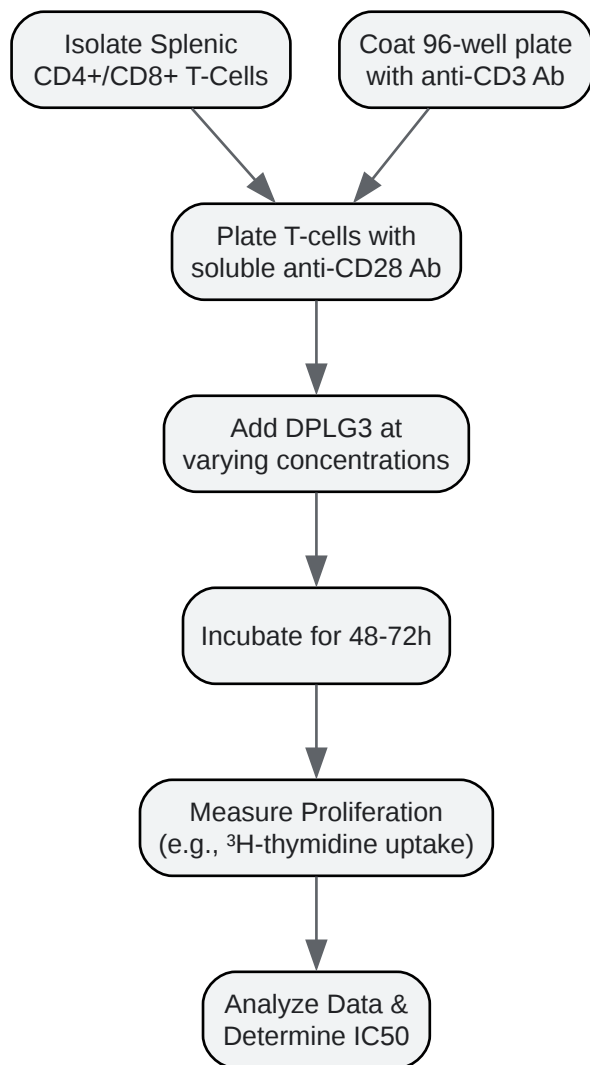 Isolate Splenic
CD4+/CD8+ T-Cells
Coat 96-well plate
with anti-CD3 Ab
Plate T-cells with
soluble anti-CD28 Ab
Add DPLG3 at
varying concentrations
Incubate for 48-72h
Measure Proliferation
(e.g., ³H-thymidine uptake)
Analyze Data &
Determine IC50